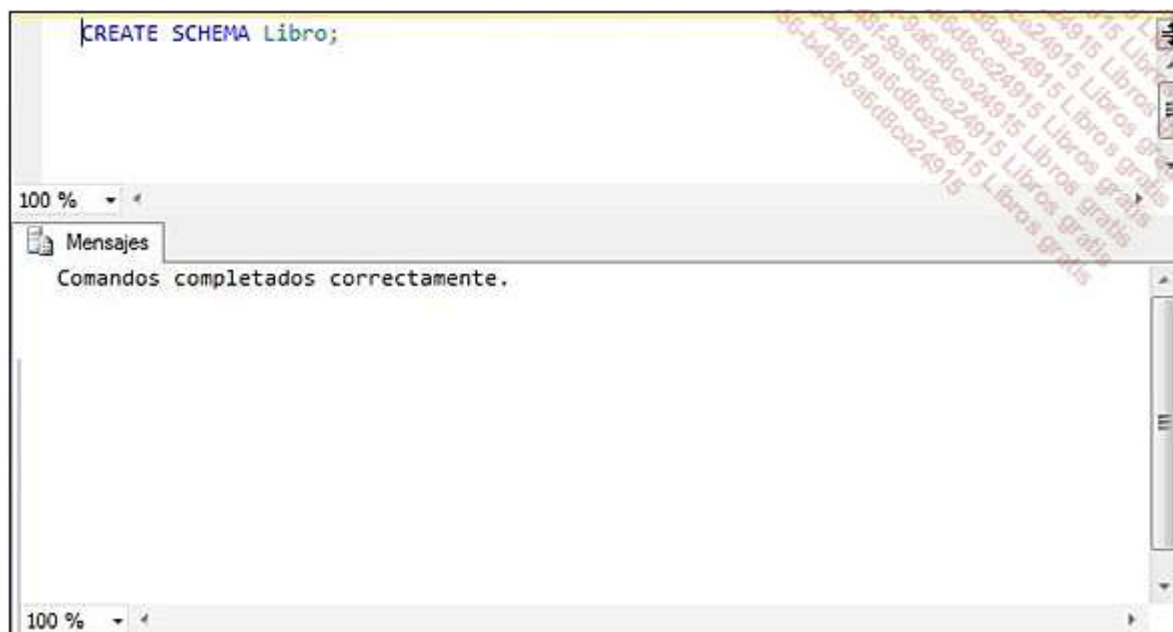 CREATE SCHEMA Libro;
100 %
Mensajes
Comandos completados correctamente.
100 %